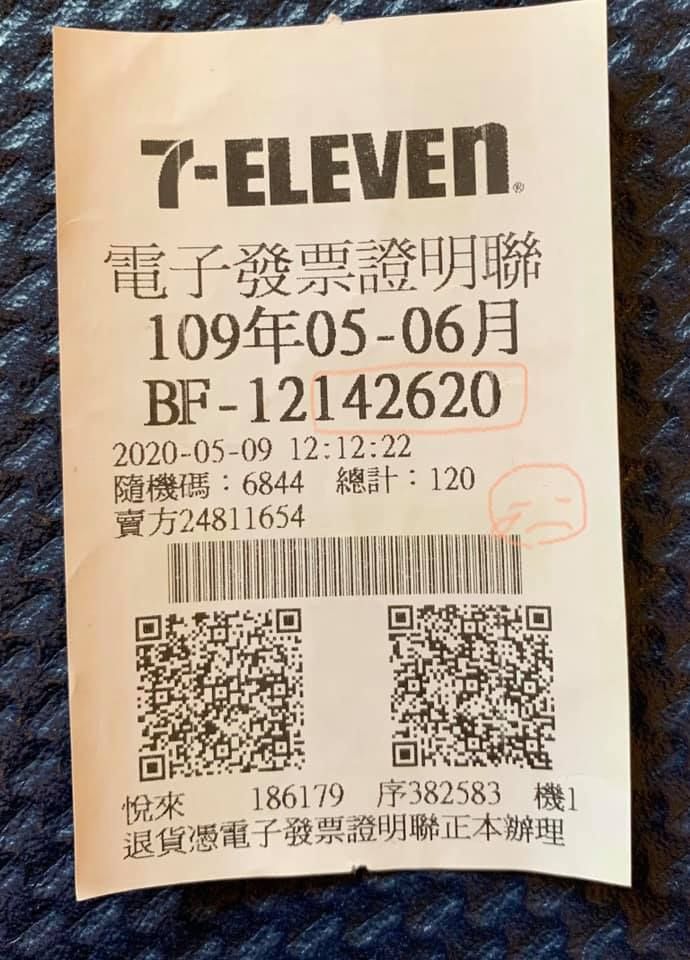 7-ELEVEN®
電子發票證明聯
109年05-06月
BF-12142620
2020-05-09 12:12:22
隨機碼：6844 總計：120
賣方24811654
悅來 186179 序382583 機1
退貨憑電子發票證明聯正本辦理